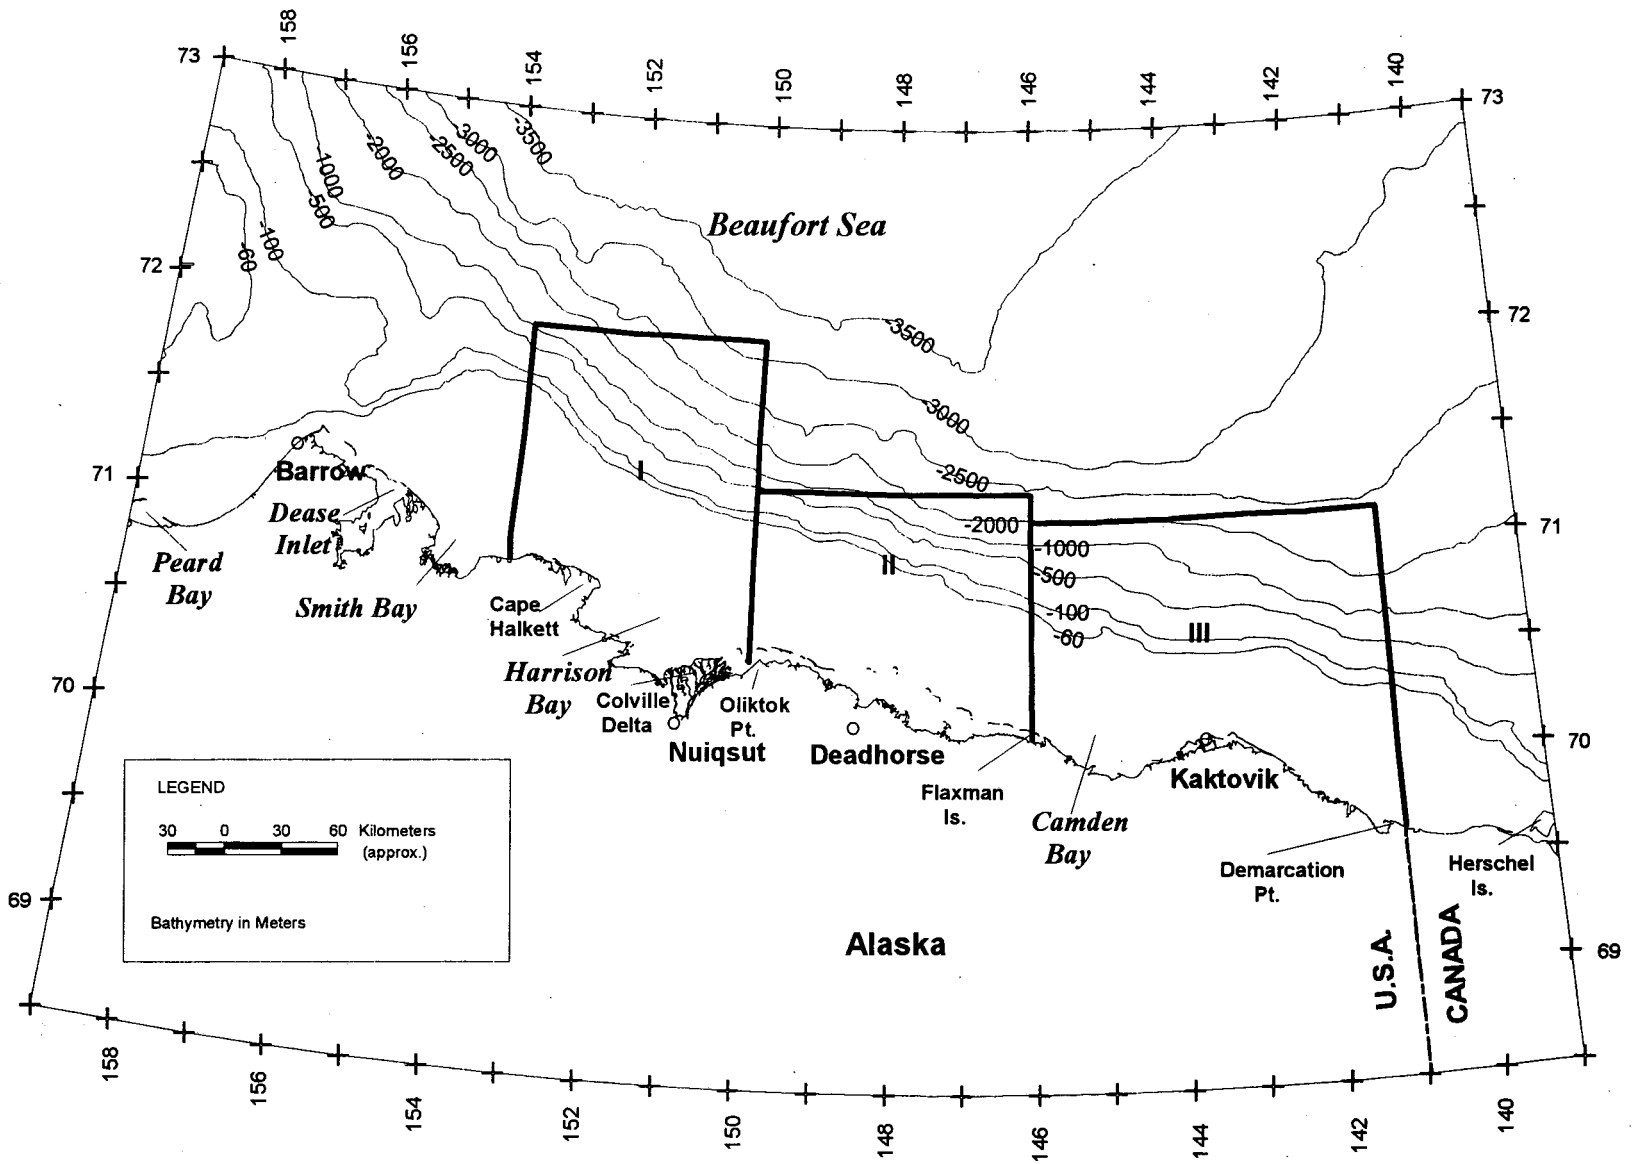 158
156
154
152
150
148
146
144
142
140
73
73
-3500
-3000
-2500
-2000
-1000
-500
-100
-60
Beaufort Sea
72
72
-3500
-3000
-2500
-2000
-1000
-500
-100
-60
I
II
III
71
71
Barrow
Dease
Inlet
Peard
Bay
Smith Bay
Cape
Halkett
Harrison
Bay
Colville
Delta
Oliktok
Pt.
Nuiqsut
Deadhorse
Flaxman
Is.
Camden
Bay
Kaktovik
Demarcation
Pt.
Herschel
Is.
70
70
LEGEND
30 0 30 60 Kilometers
(approx.)
Bathymetry in Meters
69
69
Alaska
U.S.A.
CANADA
158
156
154
152
150
148
146
144
142
140